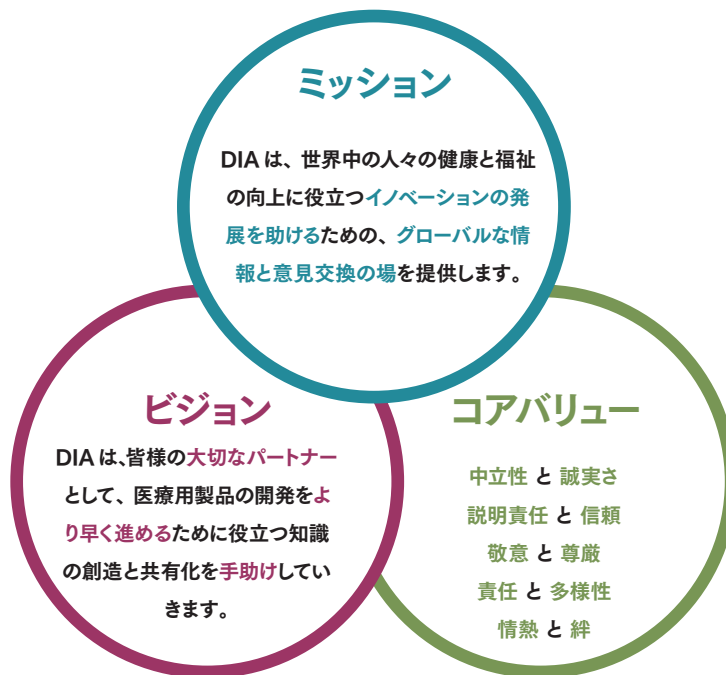 ミッション
DIA は、世界中の人々の健康と福祉
の向上に役立つイノベーションの発
展を助けるための、グローバルな情
報と意見交換の場を提供します。
ビジョン
DIA は、皆様の大切なパートナー
として、医療用製品の開発をよ
り早く進めるために役立つ知識
の創造と共有化を手助けしてい
きます。
コアバリュー
中立性 と 誠実さ
説明責任 と 信頼
敬意 と 尊厳
責任 と 多様性
情熱 と 絆